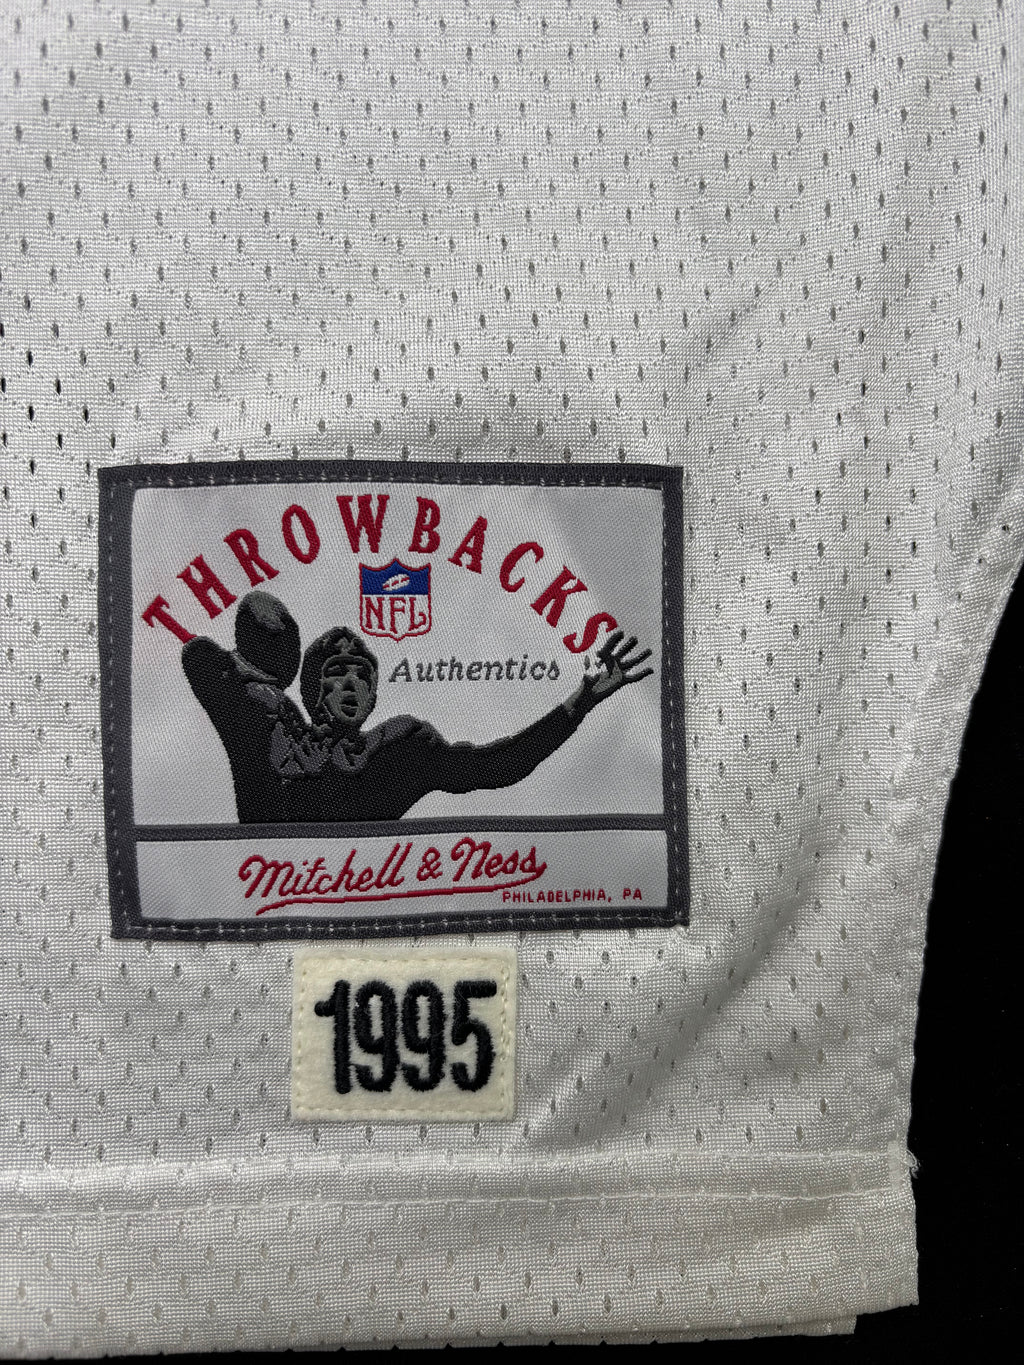 THROWBACKS
NFL
Authentics
Mitchell & Ness
PHILADELPHIA, PA
1995